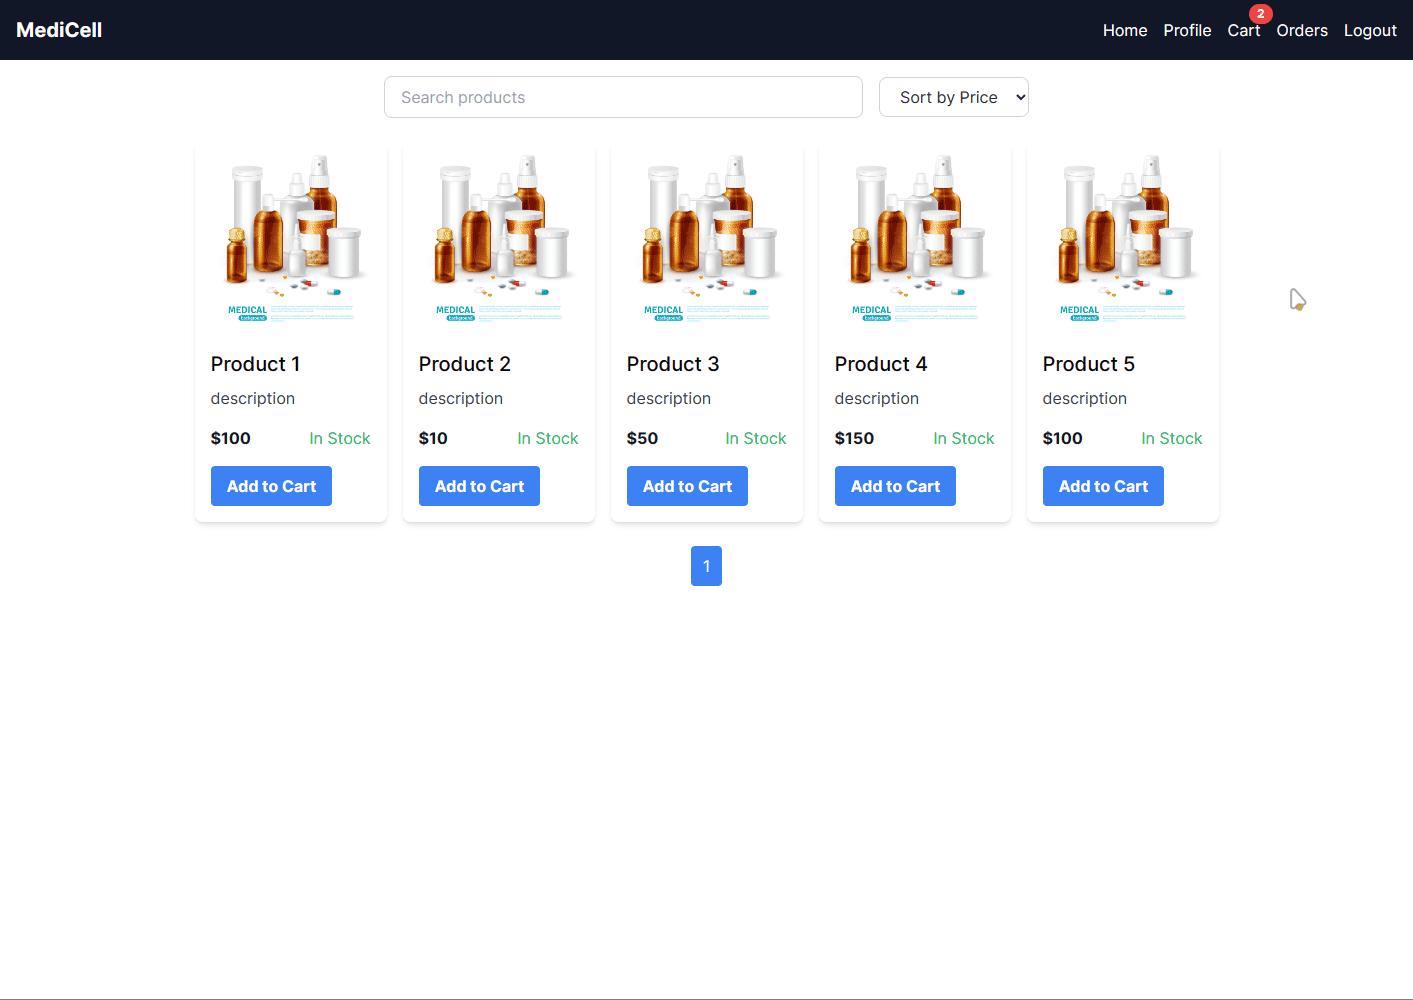 MediCell
Home Profile Cart 2 Orders Logout
Search products
Sort by Price
MEDICAL MEDICAL MEDICAL MEDICAL MEDICAL
background background background background background
Product 1 Product 2 Product 3 Product 4 Product 5
description description description description description
$100 In Stock $10 In Stock $50 In Stock $150 In Stock $100 In Stock
Add to Cart Add to Cart Add to Cart Add to Cart Add to Cart
1